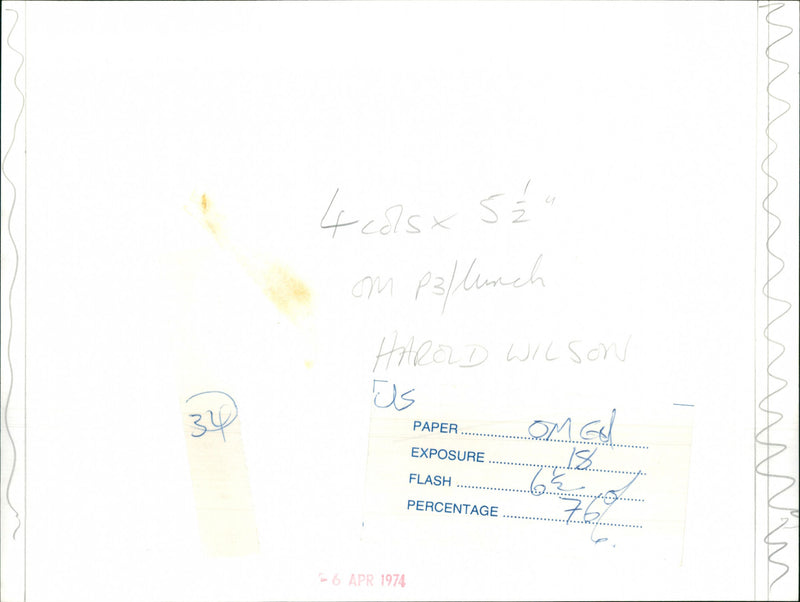 4 cols x 5½"
OM P3/lunch
HAROLD WILSON
34
PAPER OM Gd
EXPOSURE 18
FLASH 6½
PERCENTAGE 76
- 6 APR 1974